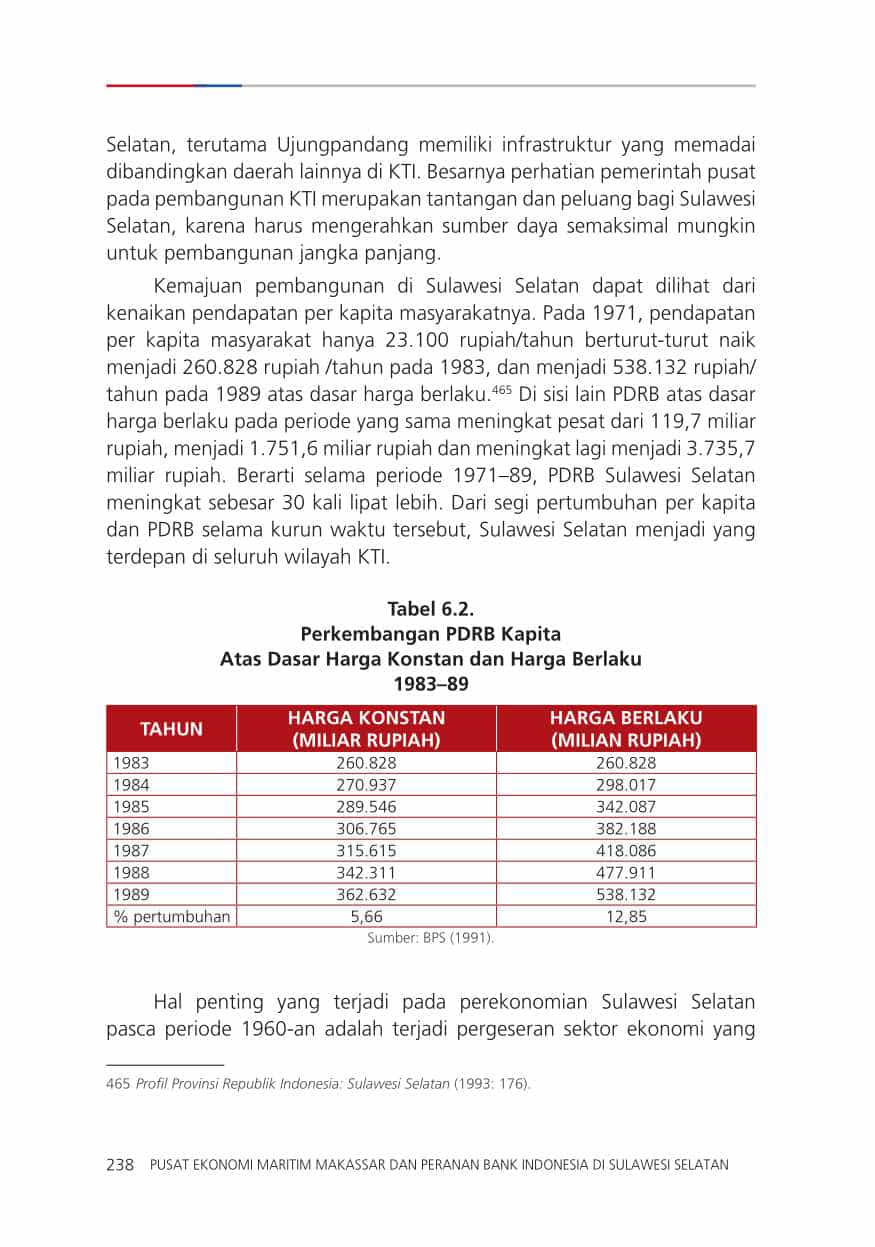 Selatan, terutama Ujungpandang memiliki infrastruktur yang memadai
dibandingkan daerah lainnya di KTI. Besarnya perhatian pemerintah pusat
pada pembangunan KTI merupakan tantangan dan peluang bagi Sulawesi
Selatan, karena harus mengerahkan sumber daya semaksimal mungkin
untuk pembangunan jangka panjang.
Kemajuan pembangunan di Sulawesi Selatan dapat dilihat dari
kenaikan pendapatan per kapita masyarakatnya. Pada 1971, pendapatan
per kapita masyarakat hanya 23.100 rupiah/tahun berturut-turut naik
menjadi 260.828 rupiah /tahun pada 1983, dan menjadi 538.132 rupiah/
tahun pada 1989 atas dasar harga berlaku.465 Di sisi lain PDRB atas dasar
harga berlaku pada periode yang sama meningkat pesat dari 119,7 miliar
rupiah, menjadi 1.751,6 miliar rupiah dan meningkat lagi menjadi 3.735,7
miliar rupiah. Berarti selama periode 1971–89, PDRB Sulawesi Selatan
meningkat sebesar 30 kali lipat lebih. Dari segi pertumbuhan per kapita
dan PDRB selama kurun waktu tersebut, Sulawesi Selatan menjadi yang
terdepan di seluruh wilayah KTI.
Tabel 6.2.
Perkembangan PDRB Kapita
Atas Dasar Harga Konstan dan Harga Berlaku
1983–89
TAHUN HARGA KONSTAN (MILIAR RUPIAH) HARGA BERLAKU (MILIAN RUPIAH)
1983 260.828 260.828
1984 270.937 298.017
1985 289.546 342.087
1986 306.765 382.188
1987 315.615 418.086
1988 342.311 477.911
1989 362.632 538.132
% pertumbuhan 5,66 12,85
Sumber: BPS (1991).
Hal penting yang terjadi pada perekonomian Sulawesi Selatan
pasca periode 1960-an adalah terjadi pergeseran sektor ekonomi yang
465 Profil Provinsi Republik Indonesia: Sulawesi Selatan (1993: 176).
238 PUSAT EKONOMI MARITIM MAKASSAR DAN PERANAN BANK INDONESIA DI SULAWESI SELATAN